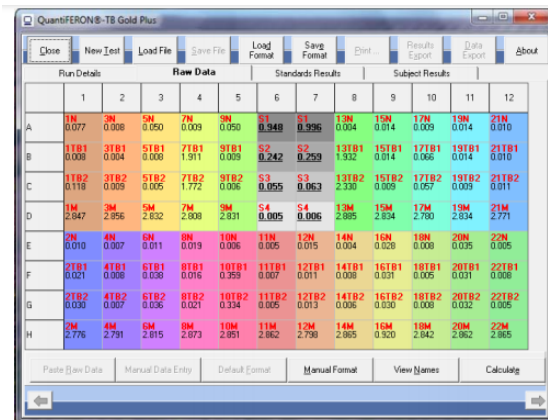 QuantiFERON®-TB Gold Plus
Close New Test Load File Save File Load Format Save Format Print... Results Export Data Export About
Run Details Raw Data Standards Results Subject Results
1 2 3 4 5 6 7 8 9 10 11 12
1N 3N 5N 7N 9N S1 S1 13N 15N 17N 19N 21N
A 0.077 0.008 0.050 0.009 0.050 0.948 0.996 0.004 0.014 0.009 0.014 0.010
1TB1 3TB1 5TB1 7TB1 9TB1 S2 S2 13TB1 15TB1 17TB1 19TB1 21TB1
B 0.008 0.004 0.008 1.911 0.009 0.242 0.259 1.932 0.014 0.066 0.014 0.010
1TB2 3TB2 5TB2 7TB2 9TB2 S3 S3 13TB2 15TB2 17TB2 19TB2 21TB2
C 0.118 0.009 0.005 1.772 0.006 0.055 0.063 2.330 0.009 0.057 0.009 0.011
1M 3M 5M 7M 9M S4 S4 13M 15M 17M 19M 21M
D 2.847 2.856 2.832 2.808 2.831 0.005 0.006 2.885 2.834 2.780 2.834 2.771
2N 4N 6N 8N 10N 11N 12N 14N 16N 18N 20N 22N
E 0.010 0.007 0.011 0.019 0.006 0.005 0.015 0.004 0.028 0.008 0.035 0.005
2TB1 4TB1 6TB1 8TB1 10TB1 11TB1 12TB1 14TB1 16TB1 18TB1 20TB1 22TB1
F 0.021 0.008 0.038 0.016 0.359 0.007 0.011 0.008 0.031 0.005 0.031 0.008
2TB2 4TB2 6TB2 8TB2 10TB2 11TB2 12TB2 14TB2 16TB2 18TB2 20TB2 22TB2
G 0.030 0.007 0.036 0.021 0.334 0.005 0.013 0.006 0.030 0.008 0.032 0.005
2M 4M 6M 8M 10M 11M 12M 14M 16M 18M 20M 22M
H 2.776 2.791 2.815 2.873 2.851 2.862 2.798 2.865 0.920 2.842 2.862 2.865
Paste Raw Data Manual Data Entry Default Format Manual Format View Names Calculate